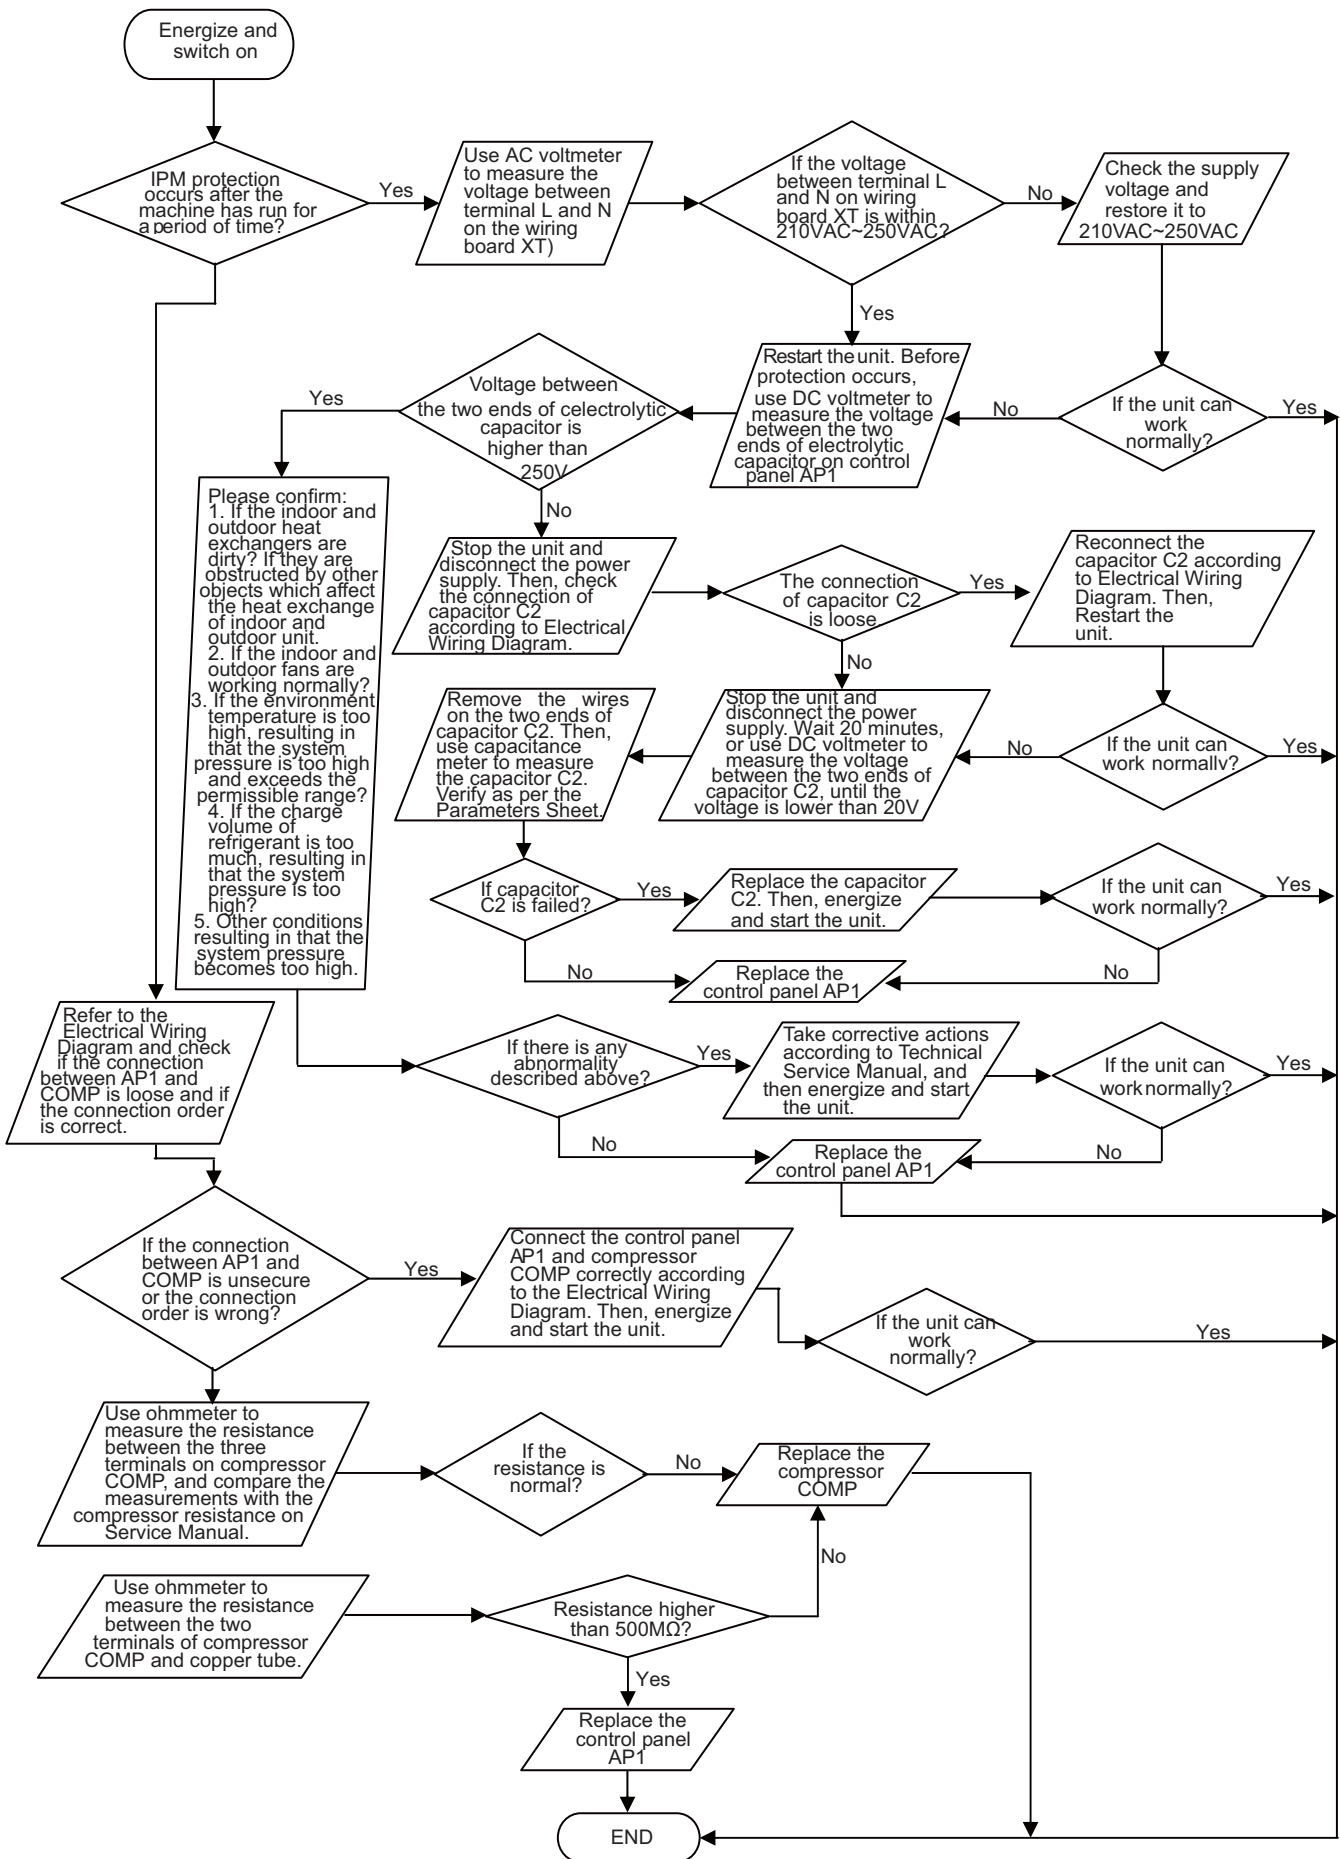 Energize and
switch on
IPM protection
occurs after the
machine has run for
a period of time?
Yes
Use AC voltmeter
to measure the
voltage between
terminal L and N
on the wiring
board XT)
If the voltage
between terminal L
and N on wiring
board XT is within
210VAC~250VAC?
No
Check the supply
voltage and
restore it to
210VAC~250VAC
Yes
Voltage between
the two ends of celectrolytic
capacitor is
higher than
250V
Yes
Restart the unit. Before
protection occurs,
use DC voltmeter to
measure the voltage
between the two
ends of electrolytic
capacitor on control
panel AP1
No
If the unit can
work
normally?
Yes
No
Please confirm:
1. If the indoor and
outdoor heat
exchangers are
dirty? If they are
obstructed by other
objects which affect
the heat exchange
of indoor and
outdoor unit.
2. If the indoor and
outdoor fans are
working normally?
3. If the environment
temperature is too
high, resulting in
that the system
pressure is too high
and exceeds the
permissible range?
4. If the charge
volume of
refrigerant is too
much, resulting in
that the system
pressure is too
high?
5. Other conditions
resulting in that the
system pressure
becomes too high.
Stop the unit and
disconnect the power
supply. Then, check
the connection of
capacitor C2
according to Electrical
Wiring Diagram.
The connection
of capacitor C2
is loose
Yes
Reconnect the
capacitor C2 according
to Electrical Wiring
Diagram. Then,
Restart the
unit.
No
Remove the wires
on the two ends of
capacitor C2. Then,
use capacitance
meter to measure
the capacitor C2.
Verify as per the
Parameters Sheet.
Stop the unit and
disconnect the power
supply. Wait 20 minutes,
or use DC voltmeter to
measure the voltage
between the two ends of
capacitor C2, until the
voltage is lower than 20V
No
If the unit can
work normally?
Yes
If capacitor
C2 is failed?
Yes
Replace the capacitor
C2. Then, energize
and start the unit.
If the unit can
work normally?
Yes
No
Replace the
control panel AP1
No
Refer to the
Electrical Wiring
Diagram and check
if the connection
between AP1 and
COMP is loose and if
the connection order
is correct.
If there is any
abnormality
described above?
Yes
Take corrective actions
according to Technical
Service Manual, and
then energize and start
the unit.
If the unit can
work normally?
Yes
No
Replace the
control panel AP1
No
If the connection
between AP1 and
COMP is unsecure
or the connection
order is wrong?
Yes
Connect the control panel
AP1 and compressor
COMP correctly according
to the Electrical Wiring
Diagram. Then, energize
and start the unit.
If the unit can
work
normally?
Yes
Use ohmmeter to
measure the resistance
between the three
terminals on compressor
COMP, and compare the
measurements with the
compressor resistance on
Service Manual.
If the
resistance is
normal?
No
Replace the
compressor
COMP
No
Use ohmmeter to
measure the resistance
between the two
terminals of compressor
COMP and copper tube.
Resistance higher
than 500MΩ?
Yes
Replace the
control panel
AP1
END